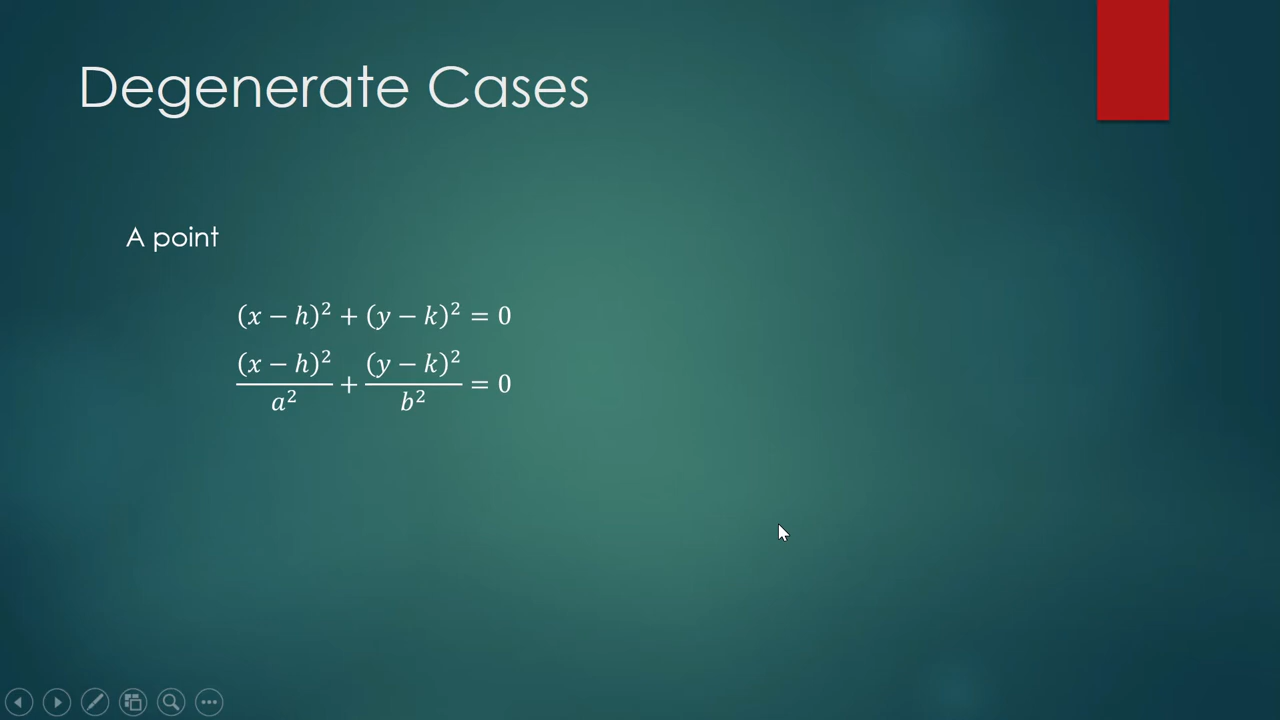 Degenerate Cases
A point
(x − h)² + (y − k)² = 0
(x − h)²/a² + (y − k)²/b² = 0